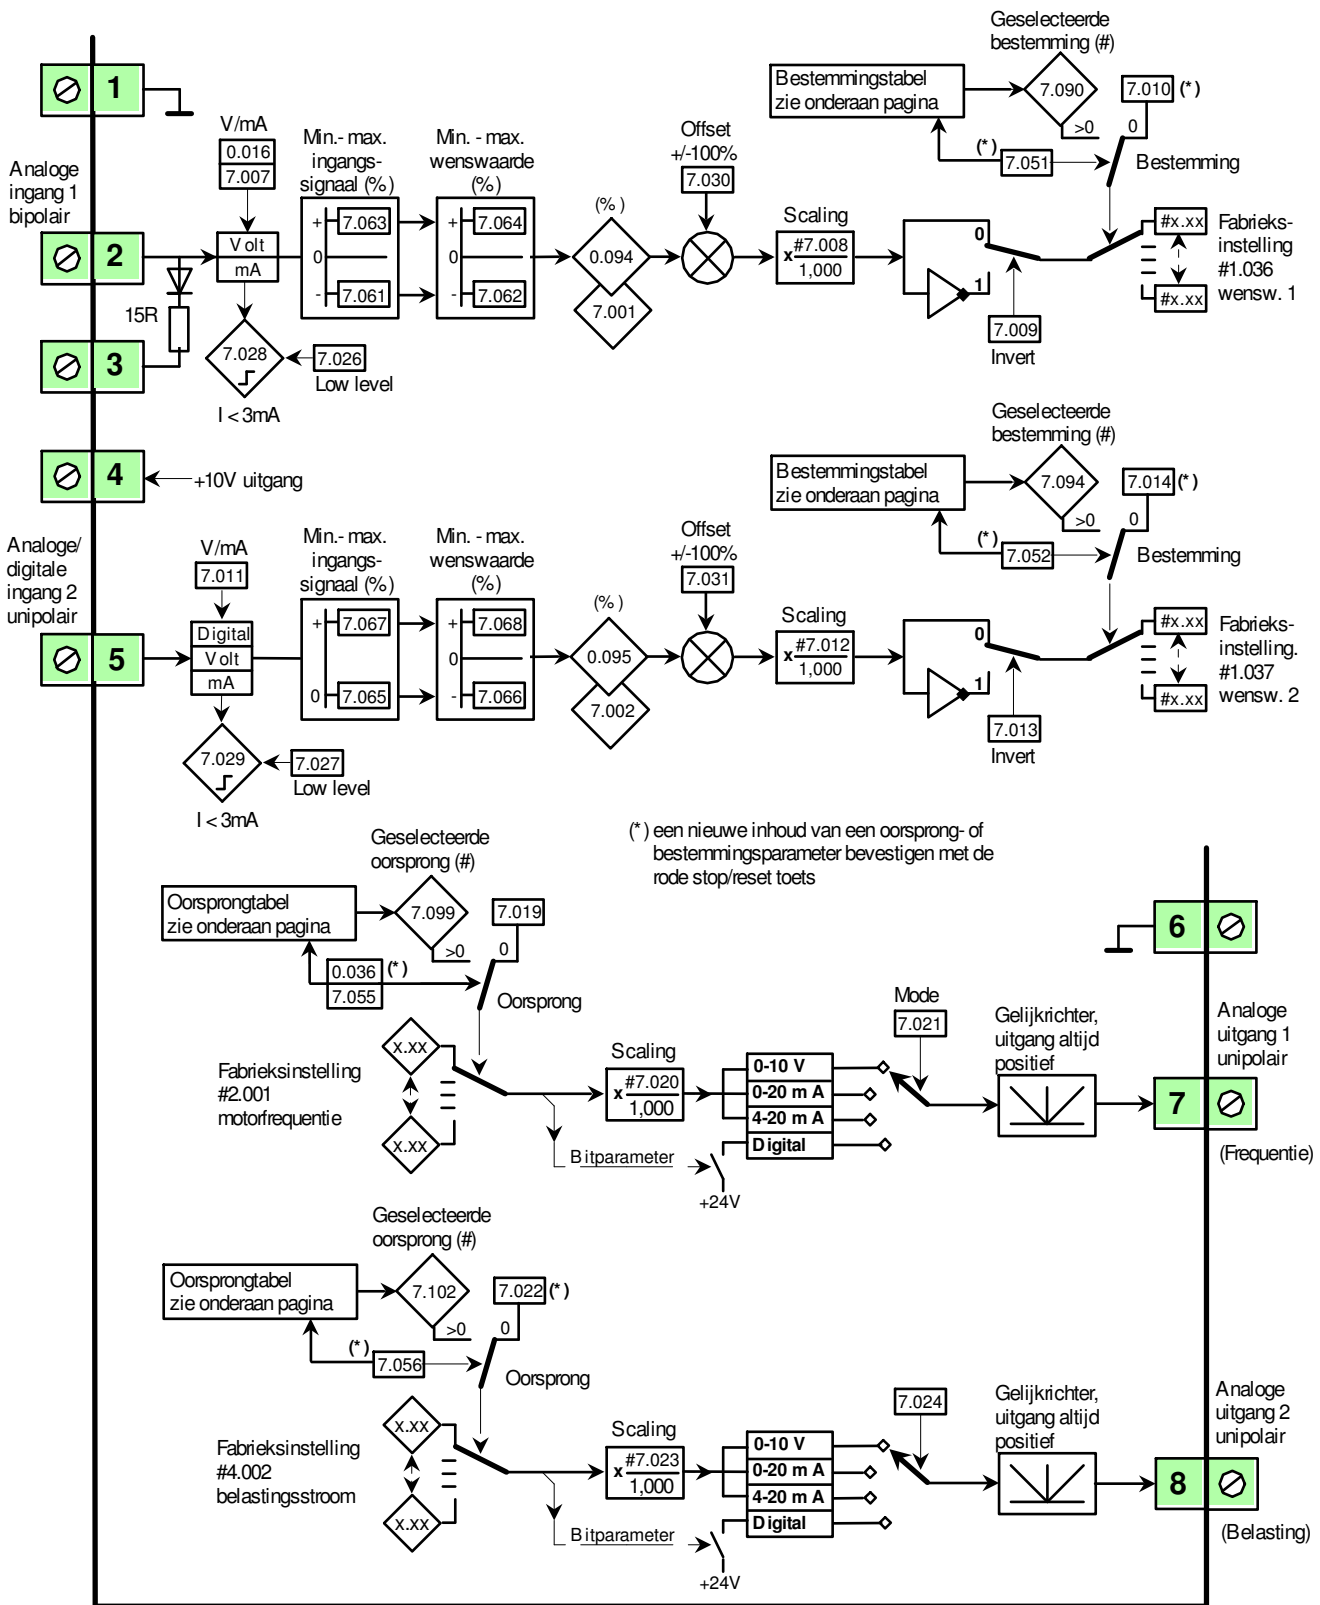 Geselecteerde
bestemming (#)
1
Bestemmingstabel
zie onderaan pagina
7.090
7.010 (*)
>0
0
V/mA
0.016
7.007
Min.- max.
ingangs-
signaal (%)
Min. - max.
wenswaarde
(%)
Offset
+/-100%
7.030
(*)
7.051
Bestemming
Analoge
ingang 1
bipolair
2
Volt
mA
+
7.063
0
-
7.061
+
7.064
0
-
7.062
(%)
0.094
7.001
Scaling
x #7.008
1,000
0
1
#x.xx
#x.xx
Fabrieks-
instelling
#1.036
wensw. 1
15R
7.009
Invert
3
7.028
7.026
Low level
I < 3mA
Geselecteerde
bestemming (#)
4
+10V uitgang
Bestemmingstabel
zie onderaan pagina
7.094
7.014 (*)
>0
0
Analoge/
digitale
ingang 2
unipolair
V/mA
7.011
Min.- max.
ingangs-
signaal (%)
Min. - max.
wenswaarde
(%)
Offset
+/-100%
7.031
(*)
7.052
Bestemming
5
Digital
Volt
mA
+
7.067
0
7.065
+
7.068
0
-
7.066
(%)
0.095
7.002
Scaling
x #7.012
1,000
0
1
#x.xx
#x.xx
Fabrieks-
instelling.
#1.037
wensw. 2
7.013
Invert
7.029
7.027
Low level
I < 3mA
(*) een nieuwe inhoud van een oorsprong- of
bestemmingsparameter bevestigen met de
rode stop/reset toets
Geselecteerde
oorsprong (#)
Oorsprongtabel
zie onderaan pagina
7.099
7.019
>0
0
6
0.036
7.055
(*)
Oorsprong
Mode
7.021
Gelijkrichter,
uitgang altijd
positief
Analoge
uitgang 1
unipolair
Fabrieksinstelling
#2.001
motorfrequentie
x.xx
x.xx
Scaling
x #7.020
1,000
0-10 V
0-20 mA
4-20 mA
Digital
7
Bitparameter
+24V
(Frequentie)
Geselecteerde
oorsprong (#)
Oorsprongtabel
zie onderaan pagina
7.102
7.022 (*)
>0
0
(*)
7.056
Oorsprong
7.024
Gelijkrichter,
uitgang altijd
positief
Analoge
uitgang 2
unipolair
Fabrieksinstelling
#4.002
belastingsstroom
x.xx
x.xx
Scaling
x #7.023
1,000
0-10 V
0-20 mA
4-20 mA
Digital
8
Bitparameter
+24V
(Belasting)